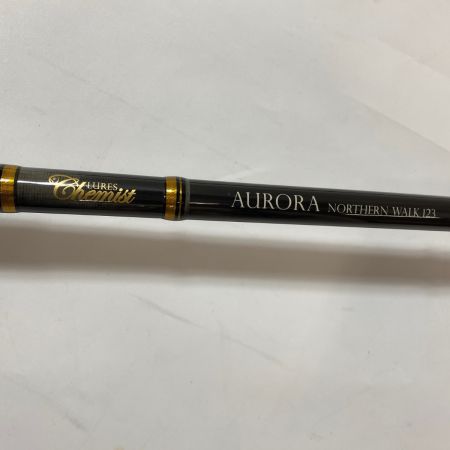 LURES
Chemist
AURORA NORTHERN WALK 123